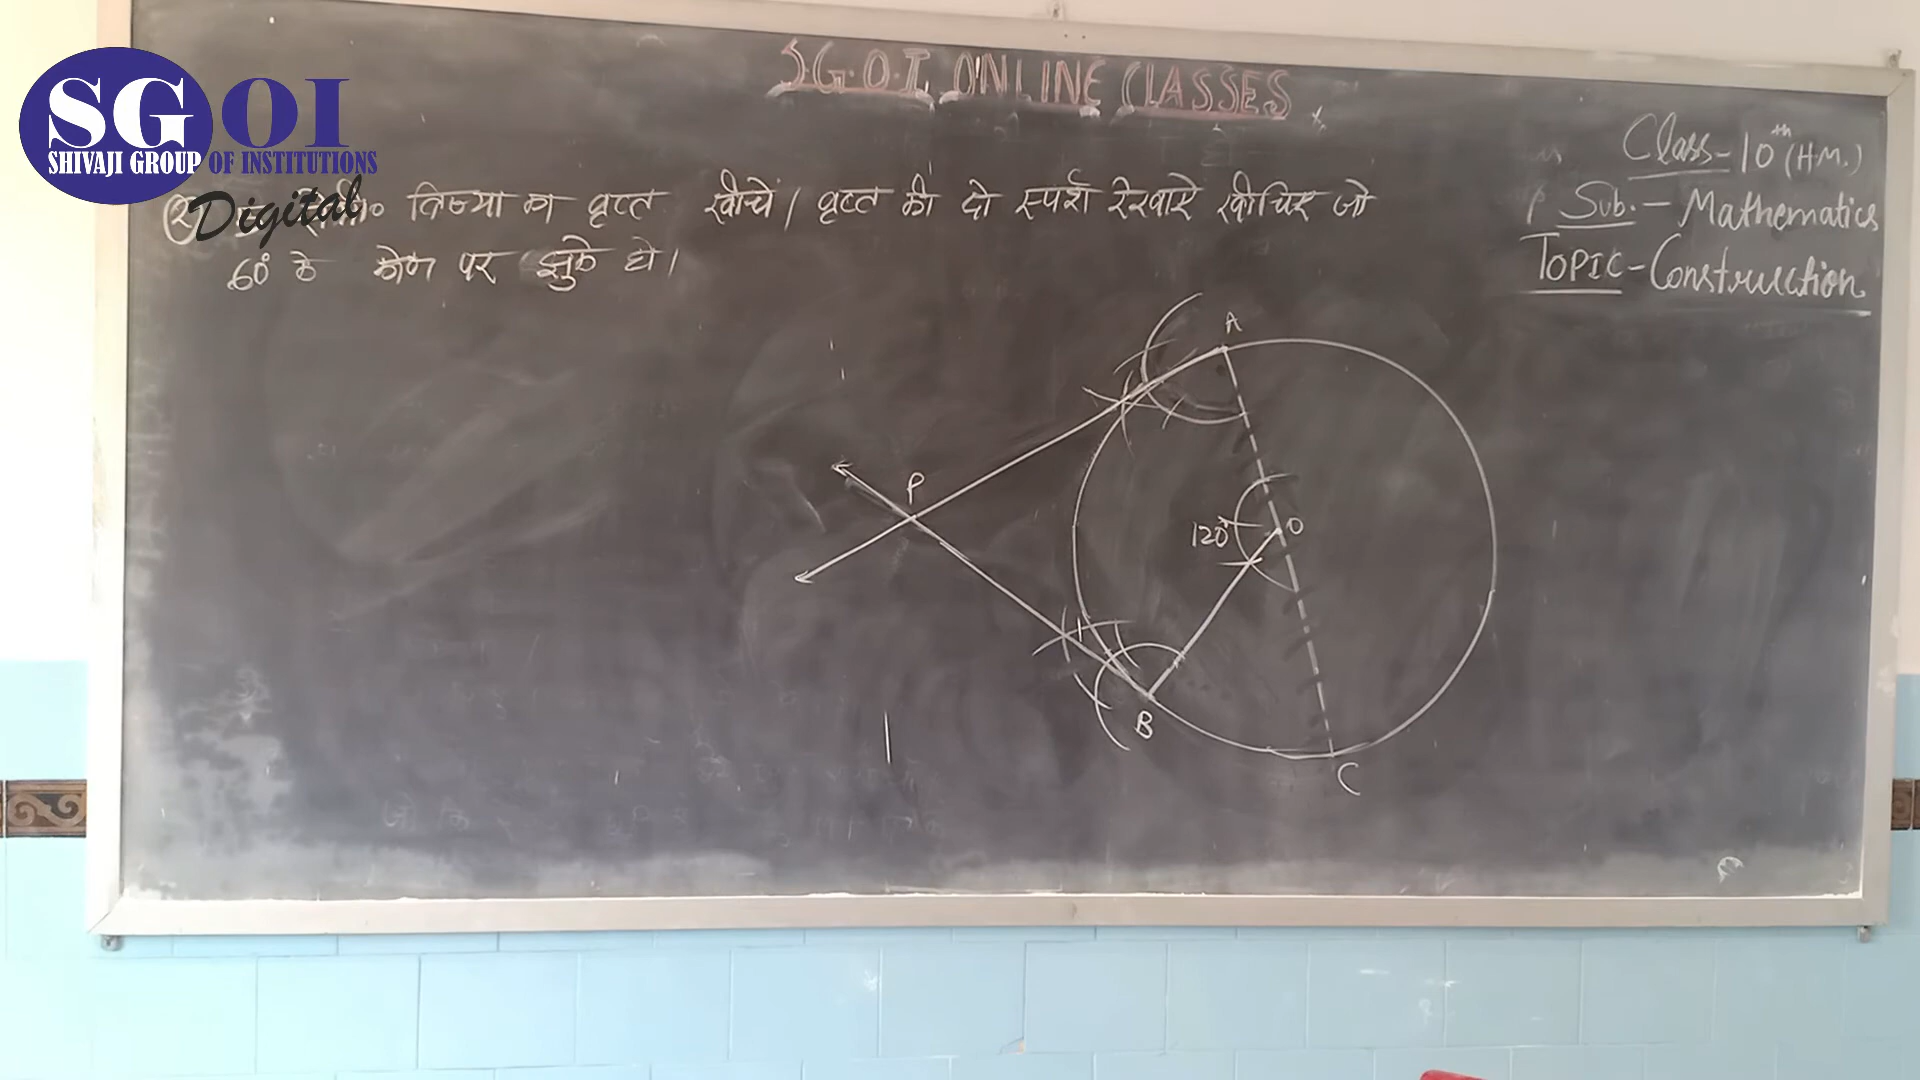 SGOI
SHIVAJI GROUP OF INSTITUTIONS
Digital
S.G.O.I. ONLINE CLASSES
Class-10th (H.M.)
Sub.- Mathematics
TOPIC-Construction
त्रिज्या का वृत्त खीचें। वृत्त की दो स्पर्श रेखाएं खीचिए जो
60° के कोण पर झुके हो।
A
P
120°
O
B
C